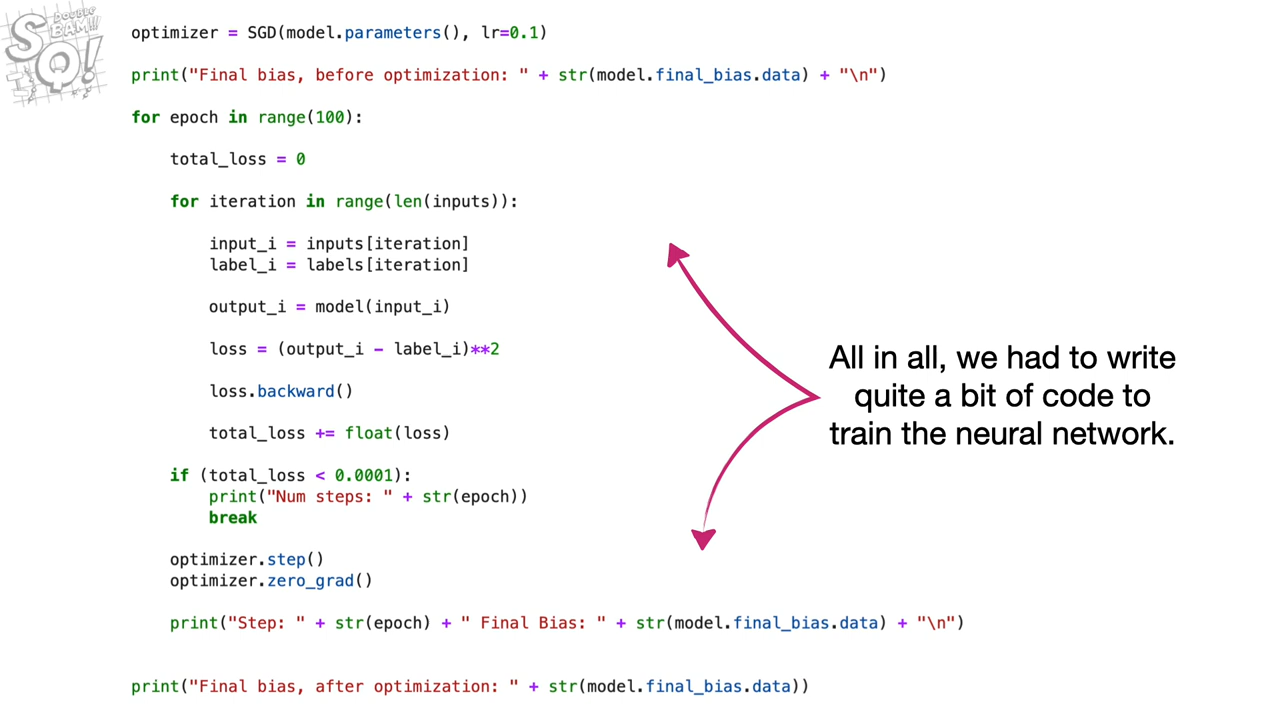 DOUBLE
BAM!!!
SQ!
optimizer = SGD(model.parameters(), lr=0.1)
print("Final bias, before optimization: " + str(model.final_bias.data) + "\n")
for epoch in range(100):
total_loss = 0
for iteration in range(len(inputs)):
input_i = inputs[iteration]
label_i = labels[iteration]
output_i = model(input_i)
loss = (output_i - label_i)**2
loss.backward()
total_loss += float(loss)
if (total_loss < 0.0001):
print("Num steps: " + str(epoch))
break
optimizer.step()
optimizer.zero_grad()
print("Step: " + str(epoch) + " Final Bias: " + str(model.final_bias.data) + "\n")
print("Final bias, after optimization: " + str(model.final_bias.data))
All in all, we had to write
quite a bit of code to
train the neural network.